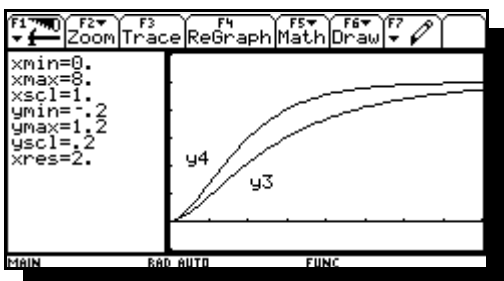 F1 F2 F3 F4 F5 F6 F7
Zoom Trace ReGraph Math Draw
xmin=0.
xmax=8.
xscl=1.
ymin=-.2
ymax=1.2
yscl=.2
xres=2.
y4
y3
MAIN RAD AUTO FUNC